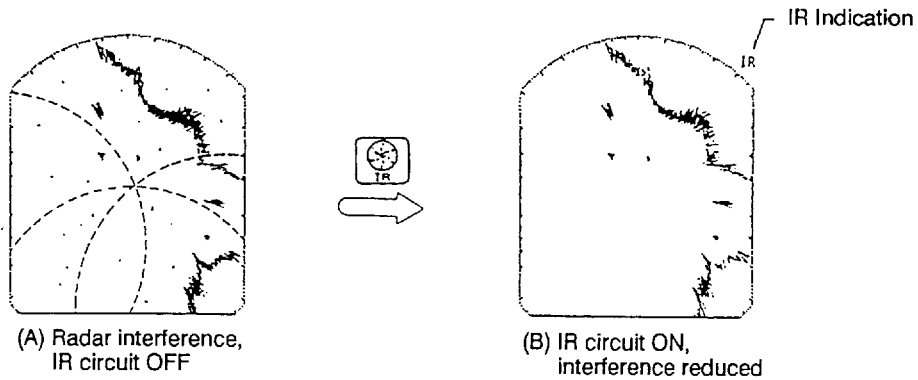 IR Indication
IR
IR
(A) Radar interference,
IR circuit OFF
(B) IR circuit ON,
interference reduced